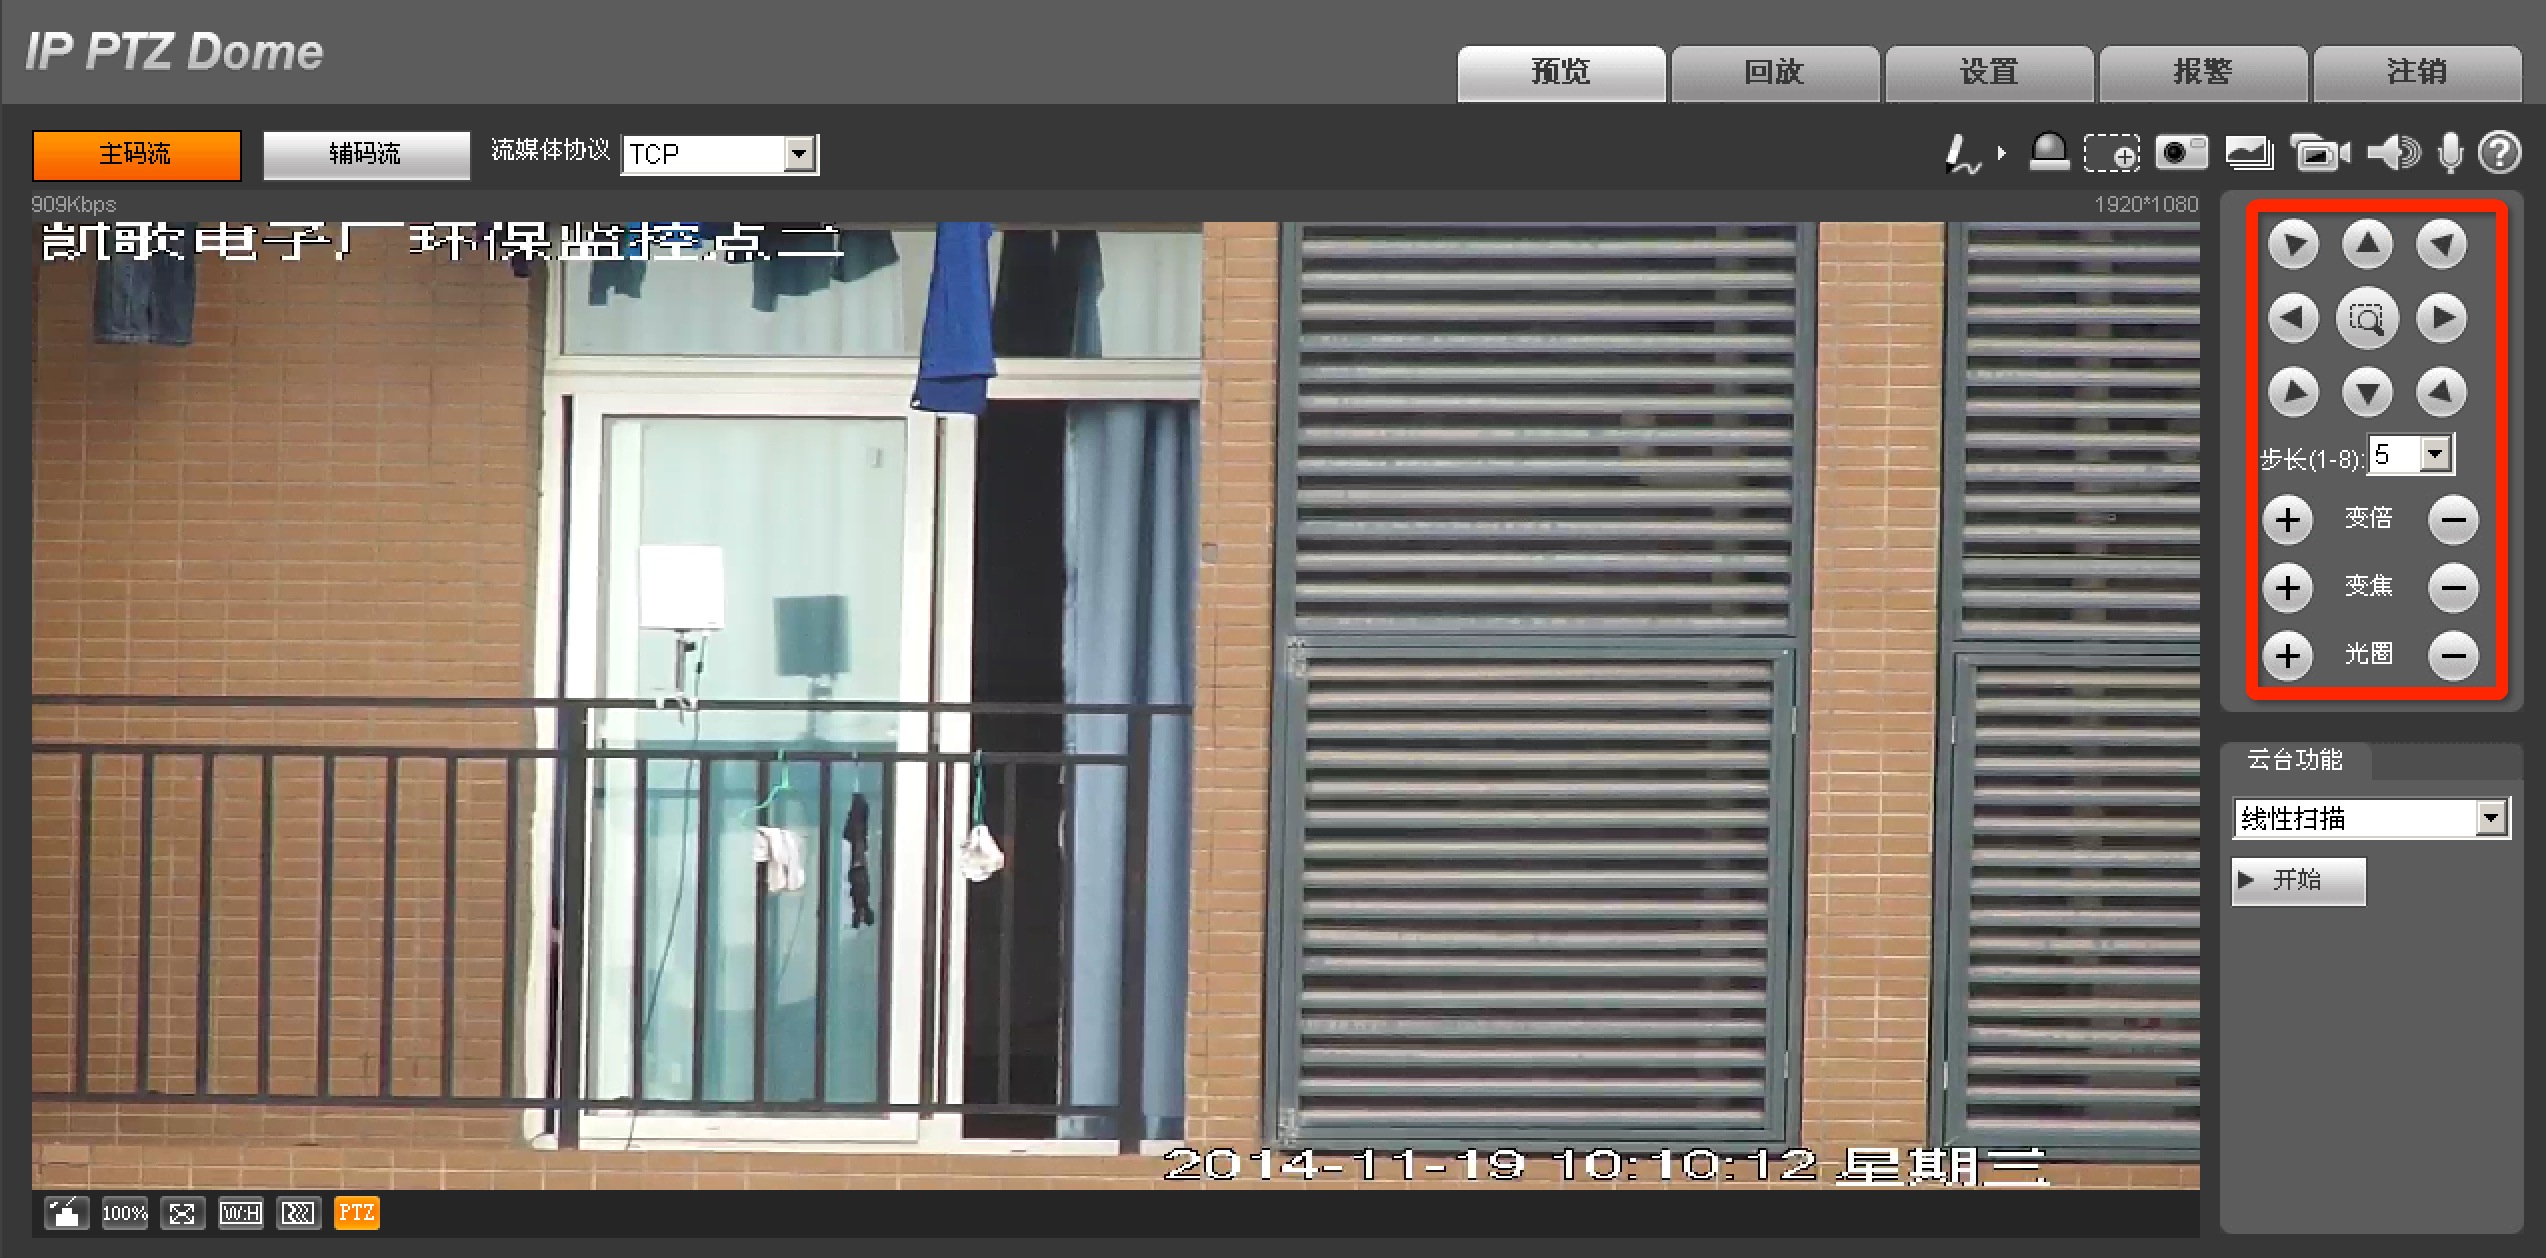 IP PTZ Dome
预览 回放 设置 报警 注销
主码流 辅码流 流媒体协议 TCP
909Kbps 1920*1080
凯歌电子厂环保监控点二
步长(1-8): 5
变倍
变焦
光圈
云台功能
线性扫描
开始
2014-11-19 10:10:12 星期三
100% W:H PTZ